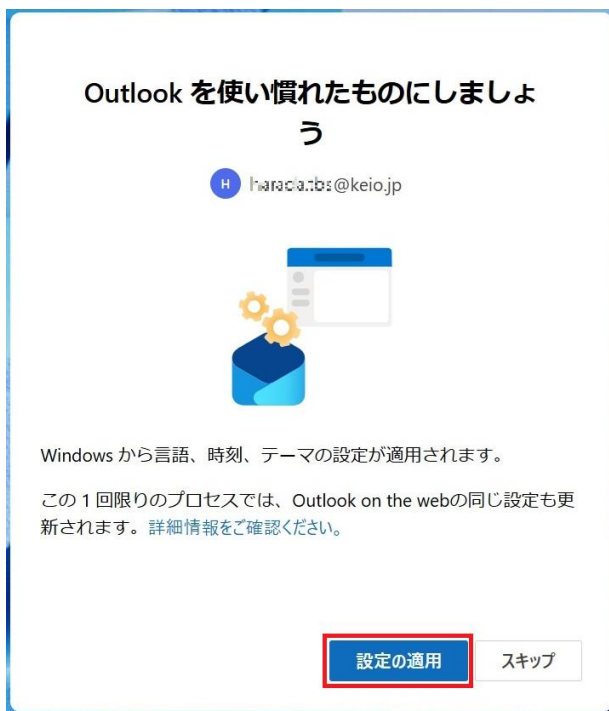 Outlook を使い慣れたものにしましょ
う
H
@keio.jp
Windows から言語、時刻、テーマの設定が適用されます。
この 1 回限りのプロセスでは、Outlook on the webの同じ設定も更
新されます。詳細情報をご確認ください。
設定の適用
スキップ